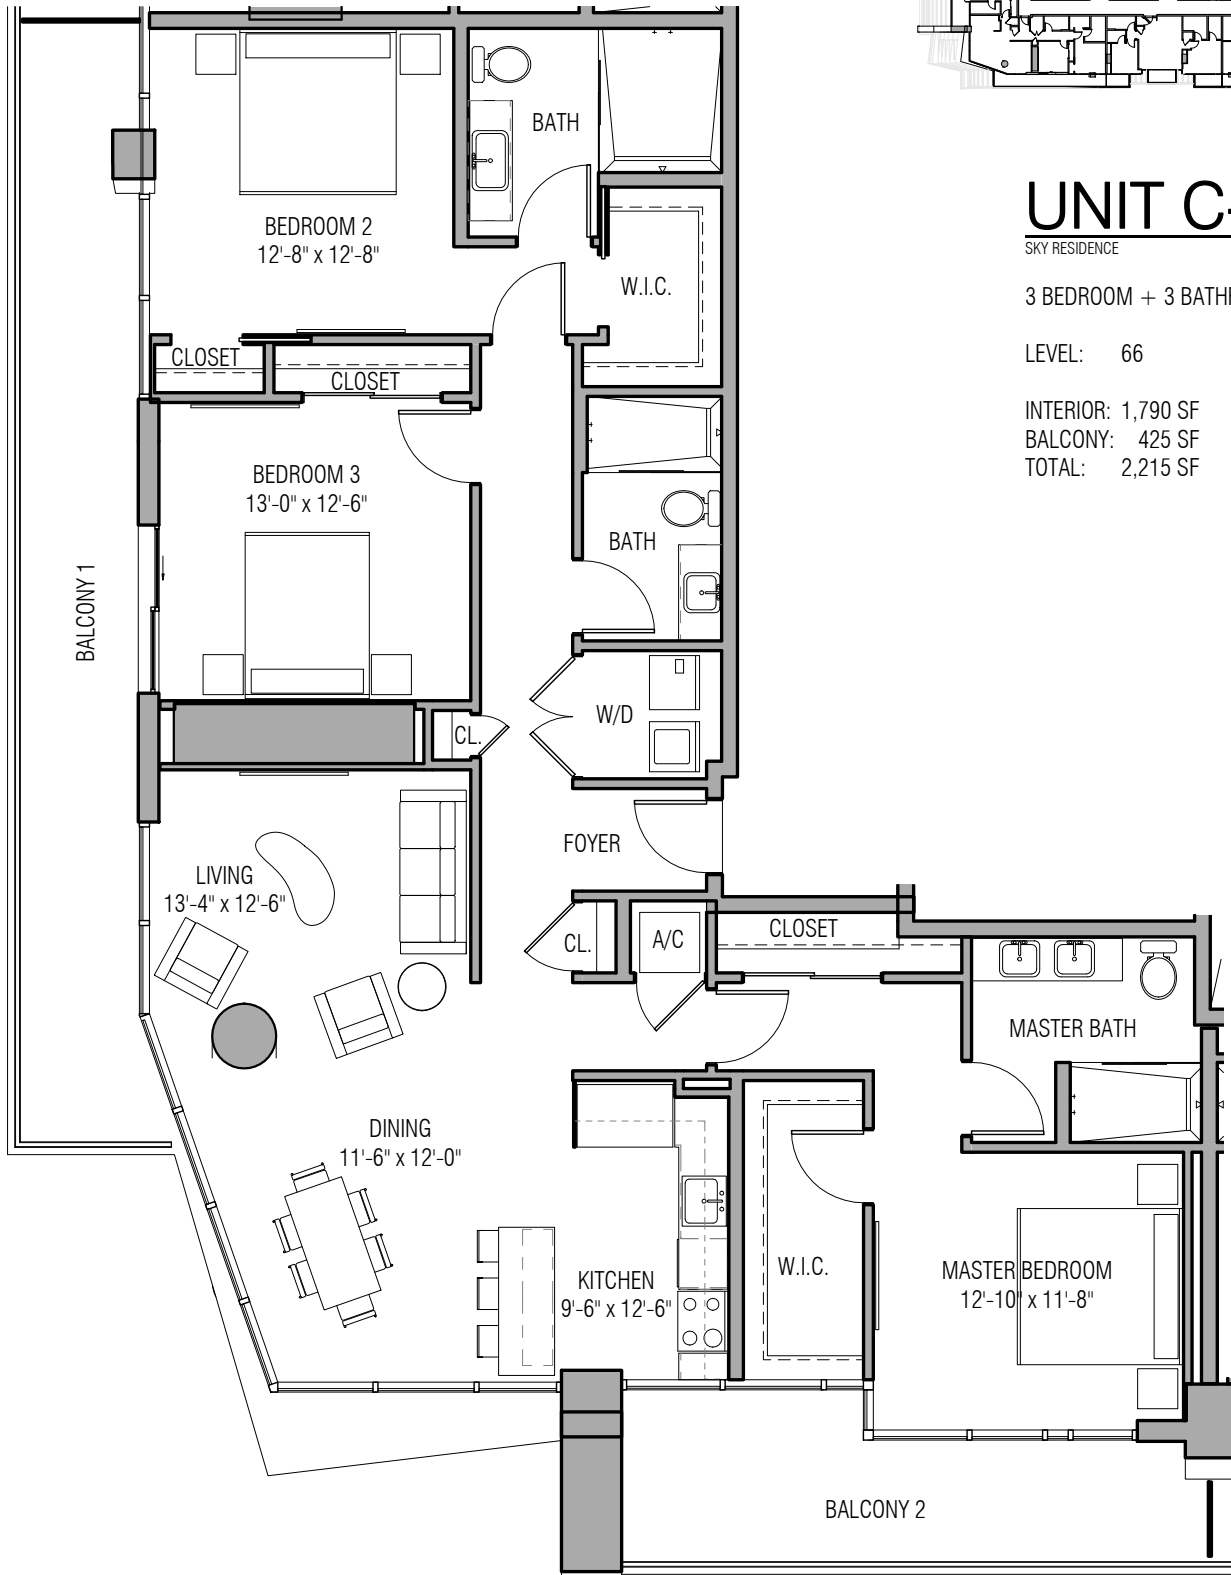 UNIT C-
SKY RESIDENCE
3 BEDROOM + 3 BATH
LEVEL: 66
INTERIOR: 1,790 SF
BALCONY: 425 SF
TOTAL: 2,215 SF
BATH
BEDROOM 2
12'-8" x 12'-8"
W.I.C.
CLOSET
CLOSET
BEDROOM 3
13'-0" x 12'-6"
BATH
BALCONY 1
W/D
CL.
FOYER
LIVING
13'-4" x 12'-6"
CL.
A/C
CLOSET
MASTER BATH
DINING
11'-6" x 12'-0"
W.I.C.
KITCHEN
9'-6" x 12'-6"
MASTER BEDROOM
12'-10" x 11'-8"
BALCONY 2